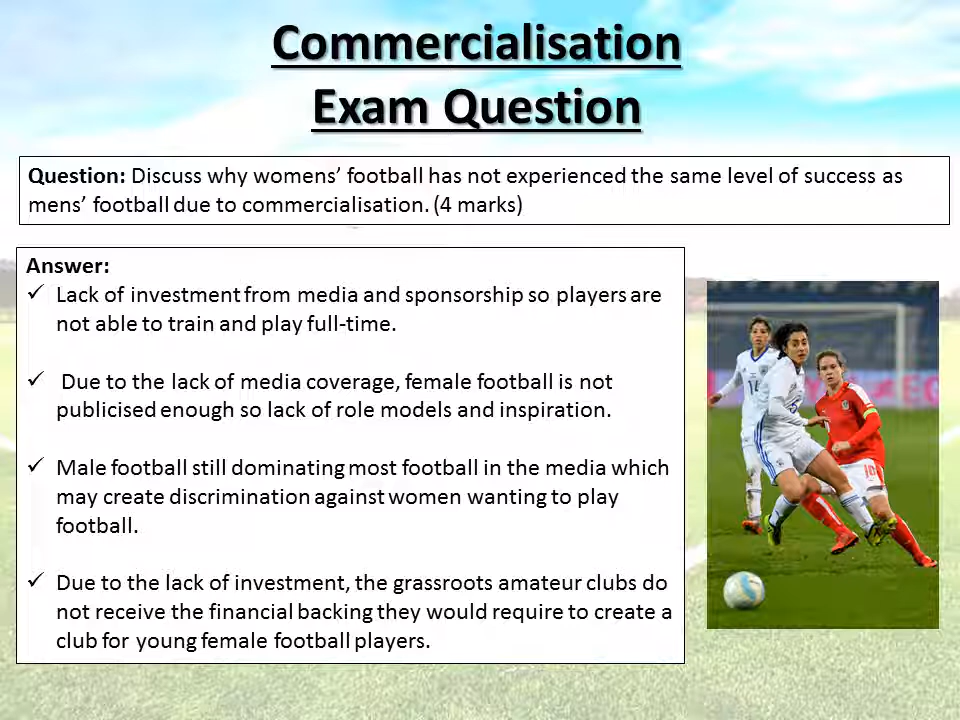 Commercialisation
Exam Question
Question: Discuss why womens’ football has not experienced the same level of success as
mens’ football due to commercialisation. (4 marks)
Answer:
✓ Lack of investment from media and sponsorship so players are
not able to train and play full-time.
✓ Due to the lack of media coverage, female football is not
publicised enough so lack of role models and inspiration.
✓ Male football still dominating most football in the media which
may create discrimination against women wanting to play
football.
✓ Due to the lack of investment, the grassroots amateur clubs do
not receive the financial backing they would require to create a
club for young female football players.